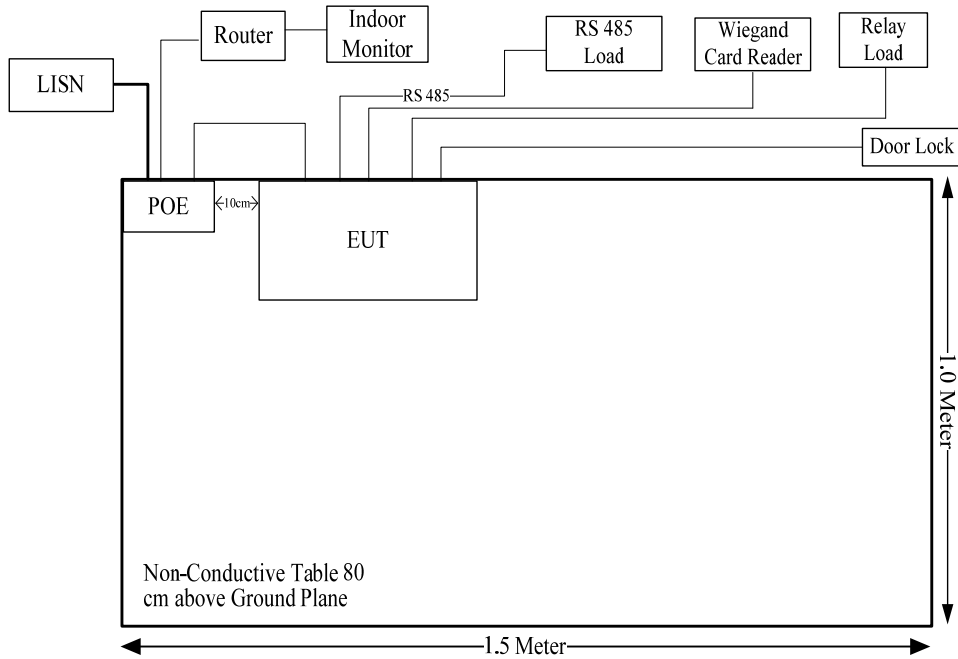 Router
Indoor
Monitor
RS 485
Load
Wiegand
Card Reader
Relay
Load
LISN
RS 485
Door Lock
POE
10cm
EUT
1.0 Meter
Non-Conductive Table 80
cm above Ground Plane
1.5 Meter